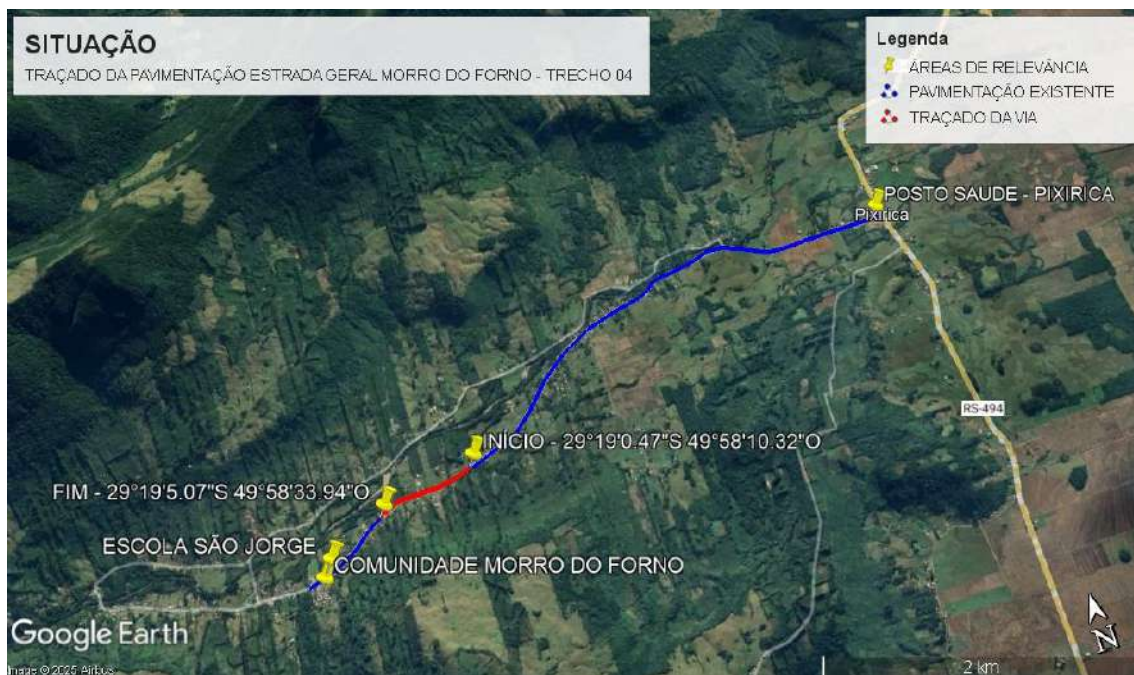 SITUAÇÃO
TRAÇADO DA PAVIMENTAÇÃO ESTRADA GERAL MORRO DO FORNO - TRECHO 04
Legenda
ÁREAS DE RELEVÂNCIA
PAVIMENTAÇÃO EXISTENTE
TRAÇADO DA VIA
POSTO SAUDE - PIXIRICA
Pixirica
RS-494
INÍCIO - 29°19'0.47"S 49°58'10.32"O
FIM - 29°19'5.07"S 49°58'33.94"O
ESCOLA SÃO JORGE
COMUNIDADE MORRO DO FORNO
Google Earth
Image © 2025 Airbus
N
2 km